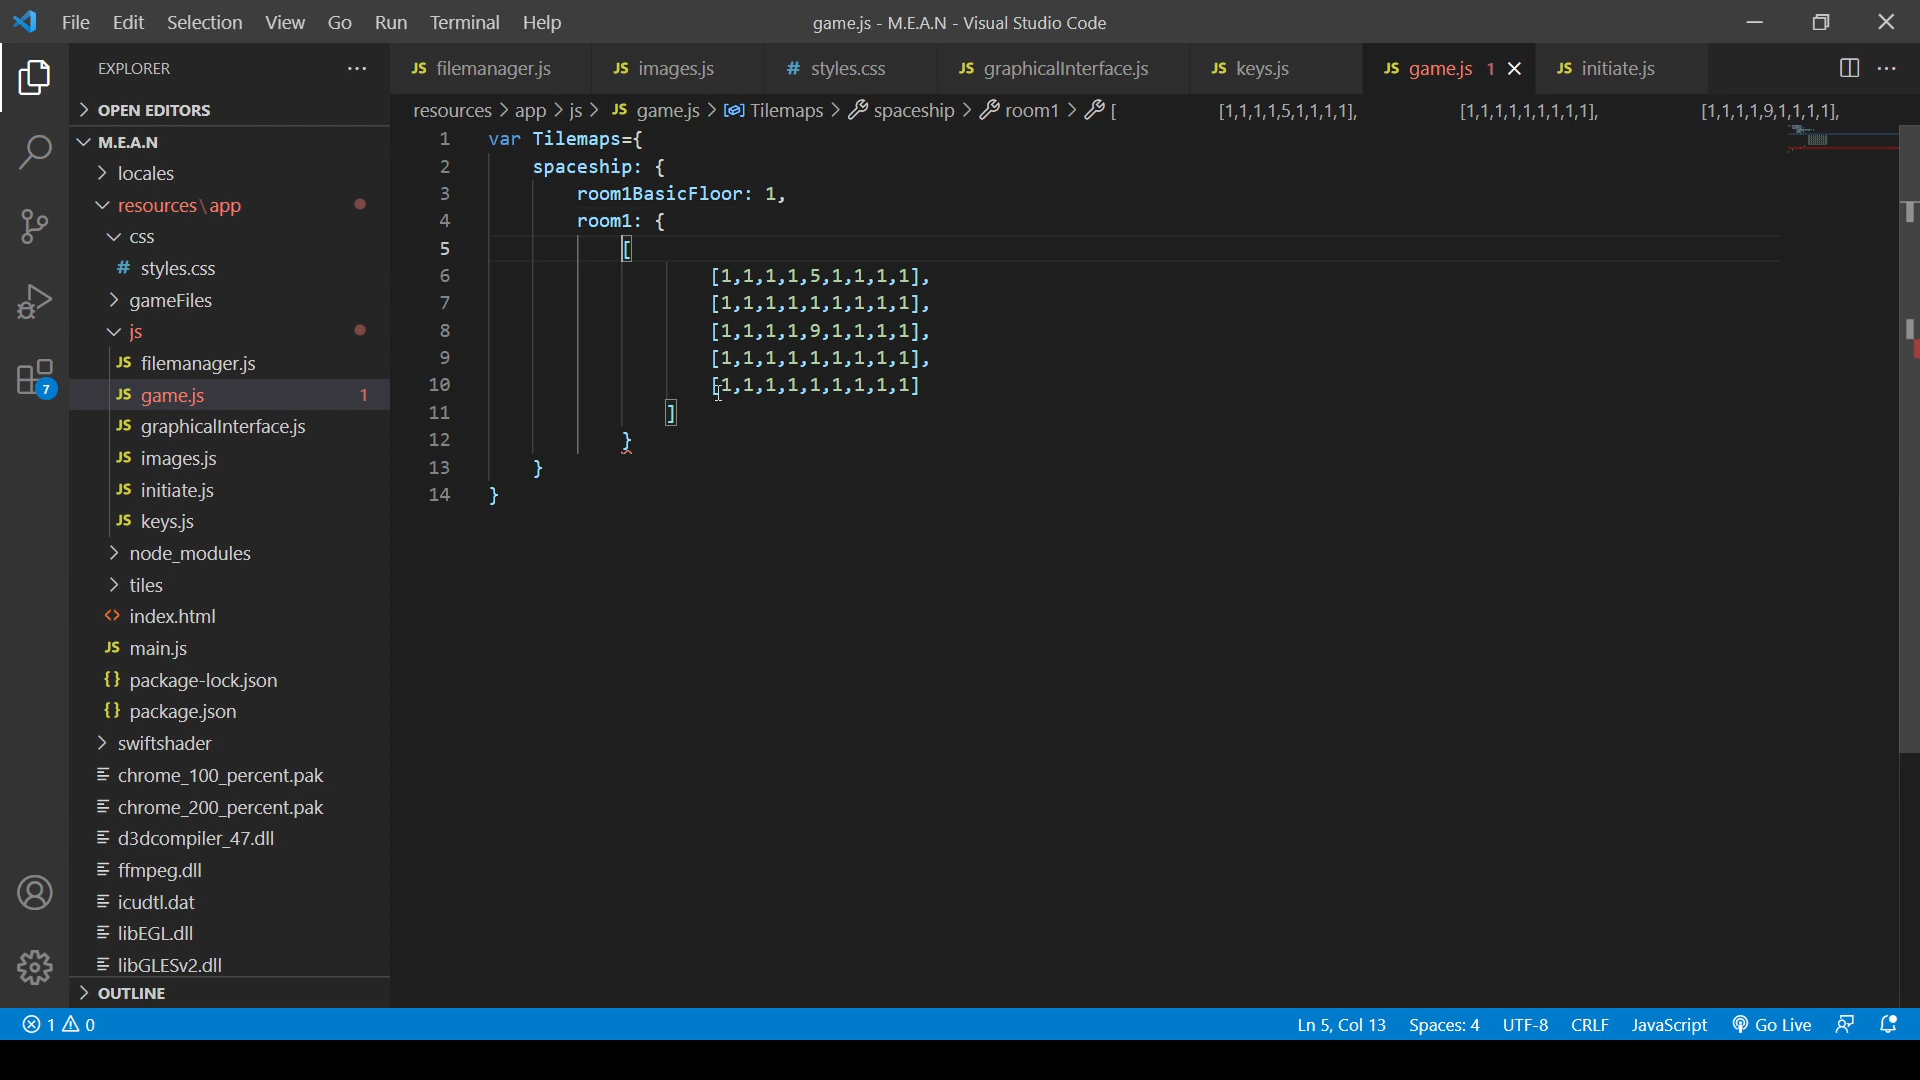 File Edit Selection View Go Run Terminal Help game.js - M.E.A.N - Visual Studio Code
EXPLORER ···
filemanager.js images.js styles.css graphicalInterface.js keys.js game.js 1 initiate.js ···
OPEN EDITORS
resources > app > js > JS game.js > Tilemaps > spaceship > room1 > [ [1,1,1,1,5,1,1,1,1], [1,1,1,1,1,1,1,1,1], [1,1,1,1,9,1,1,1,1],
M.E.A.N
locales
resources\app
css
# styles.css
gameFiles
js
JS filemanager.js
JS game.js 1
JS graphicalInterface.js
JS images.js
JS initiate.js
JS keys.js
node_modules
tiles
<> index.html
JS main.js
{} package-lock.json
{} package.json
swiftshader
chrome_100_percent.pak
chrome_200_percent.pak
d3dcompiler_47.dll
ffmpeg.dll
icudtl.dat
libEGL.dll
libGLESv2.dll
OUTLINE
1 var Tilemaps={
2 spaceship: {
3 room1BasicFloor: 1,
4 room1: {
5 [
6 [1,1,1,1,5,1,1,1,1],
7 [1,1,1,1,1,1,1,1,1],
8 [1,1,1,1,9,1,1,1,1],
9 [1,1,1,1,1,1,1,1,1],
10 [1,1,1,1,1,1,1,1,1]
11 ]
12 }
13 }
14 }
7
1 0 Ln 5, Col 13 Spaces: 4 UTF-8 CRLF JavaScript Go Live